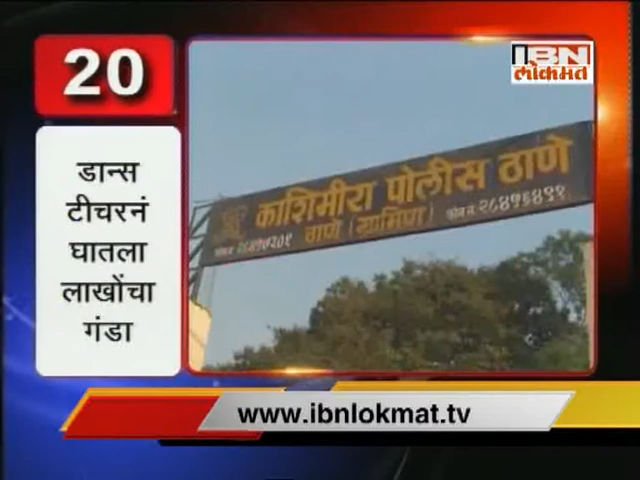 20
IBN
लोकमत
डान्स
टीचरनं
घातला
लाखोंचा
गंडा
काशिमीरा पोलीस ठाणे
ठाणे (ग्रामिण)
www.ibnlokmat.tv